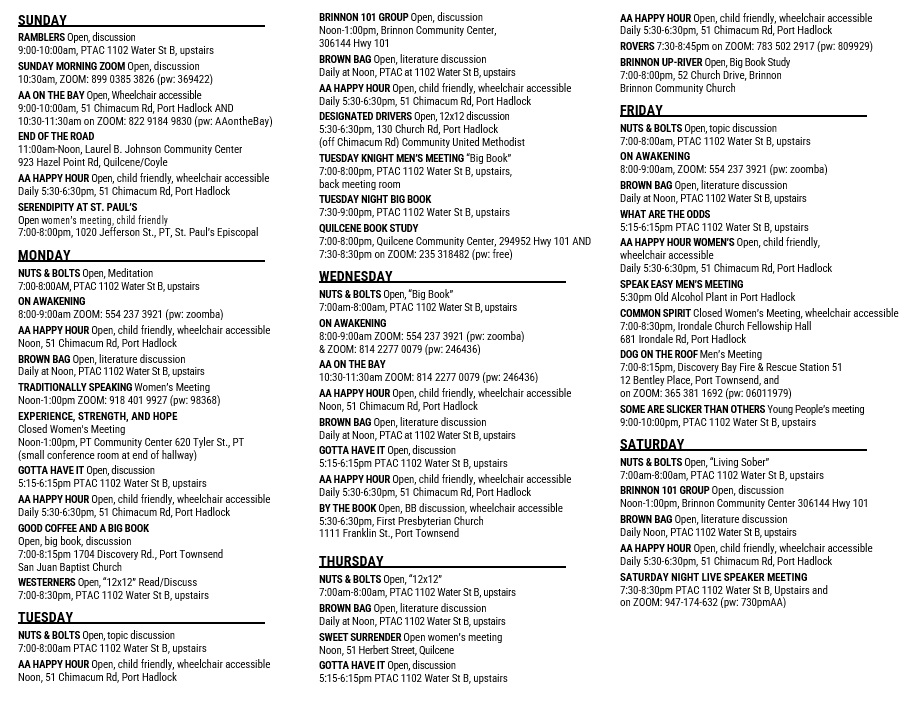 SUNDAY
RAMBLERS Open, discussion
9:00-10:00am, PTAC 1102 Water St B, upstairs
SUNDAY MORNING ZOOM Open, discussion
10:30am, ZOOM: 899 0385 3826 (pw: 369422)
AA ON THE BAY Open, Wheelchair accessible
9:00-10:00am, 51 Chimacum Rd, Port Hadlock AND
10:30-11:30am on ZOOM: 822 9184 9830 (pw: AAontheBay)
END OF THE ROAD
11:00am-Noon, Laurel B. Johnson Community Center
923 Hazel Point Rd, Quilcene/Coyle
AA HAPPY HOUR Open, child friendly, wheelchair accessible
Daily 5:30-6:30pm, 51 Chimacum Rd, Port Hadlock
SERENDIPITY AT ST. PAUL'S
Open women's meeting, child friendly
7:00-8:00pm, 1020 Jefferson St., PT, St. Paul's Episcopal
MONDAY
NUTS & BOLTS Open, Meditation
7:00-8:00AM, PTAC 1102 Water St B, upstairs
ON AWAKENING
8:00-9:00am ZOOM: 554 237 3921 (pw: zoomba)
AA HAPPY HOUR Open, child friendly, wheelchair accessible
Noon, 51 Chimacum Rd, Port Hadlock
BROWN BAG Open, literature discussion
Daily at Noon, PTAC 1102 Water St B, upstairs
TRADITIONALLY SPEAKING Women's Meeting
Noon-1:00pm ZOOM: 918 401 9927 (pw: 98368)
EXPERIENCE, STRENGTH, AND HOPE
Closed Women's Meeting
Noon-1:00pm, PT Community Center 620 Tyler St., PT
(small conference room at end of hallway)
GOTTA HAVE IT Open, discussion
5:15-6:15pm PTAC 1102 Water St B, upstairs
AA HAPPY HOUR Open, child friendly, wheelchair accessible
Daily 5:30-6:30pm, 51 Chimacum Rd, Port Hadlock
GOOD COFFEE AND A BIG BOOK
Open, big book, discussion
7:00-8:15pm 1704 Discovery Rd., Port Townsend
San Juan Baptist Church
WESTERNERS Open, "12x12" Read/Discuss
7:00-8:30pm, PTAC 1102 Water St B, upstairs
TUESDAY
NUTS & BOLTS Open, topic discussion
7:00-8:00am PTAC 1102 Water St B, upstairs
AA HAPPY HOUR Open, child friendly, wheelchair accessible
Noon, 51 Chimacum Rd, Port Hadlock
BRINNON 101 GROUP Open, discussion
Noon-1:00pm, Brinnon Community Center,
306144 Hwy 101
BROWN BAG Open, literature discussion
Daily at Noon, PTAC at 1102 Water St B, upstairs
AA HAPPY HOUR Open, child friendly, wheelchair accessible
Daily 5:30-6:30pm, 51 Chimacum Rd, Port Hadlock
DESIGNATED DRIVERS Open, 12x12 discussion
5:30-6:30pm, 130 Church Rd, Port Hadlock
(off Chimacum Rd) Community United Methodist
TUESDAY KNIGHT MEN'S MEETING "Big Book"
7:00-8:00pm, PTAC 1102 Water St B, upstairs,
back meeting room
TUESDAY NIGHT BIG BOOK
7:30-9:00pm, PTAC 1102 Water St B, upstairs
QUILCENE BOOK STUDY
7:00-8:00pm, Quilcene Community Center, 294952 Hwy 101 AND
7:30-8:30pm on ZOOM: 235 318482 (pw: free)
WEDNESDAY
NUTS & BOLTS Open, "Big Book"
7:00am-8:00am, PTAC 1102 Water St B, upstairs
ON AWAKENING
8:00-9:00am ZOOM: 554 237 3921 (pw: zoomba)
& ZOOM: 814 2277 0079 (pw: 246436)
AA ON THE BAY
10:30-11:30am ZOOM: 814 2277 0079 (pw: 246436)
AA HAPPY HOUR Open, child friendly, wheelchair accessible
Noon, 51 Chimacum Rd, Port Hadlock
BROWN BAG Open, literature discussion
Daily at Noon, PTAC at 1102 Water St B, upstairs
GOTTA HAVE IT Open, discussion
5:15-6:15pm PTAC 1102 Water St B, upstairs
AA HAPPY HOUR Open, child friendly, wheelchair accessible
Daily 5:30-6:30pm, 51 Chimacum Rd, Port Hadlock
BY THE BOOK Open, BB discussion, wheelchair accessible
5:30-6:30pm, First Presbyterian Church
1111 Franklin St., Port Townsend
THURSDAY
NUTS & BOLTS Open, "12x12"
7:00am-8:00am, PTAC 1102 Water St B, upstairs
BROWN BAG Open, literature discussion
Daily at Noon, PTAC 1102 Water St B, upstairs
SWEET SURRENDER Open women's meeting
Noon, 51 Herbert Street, Quilcene
GOTTA HAVE IT Open, discussion
5:15-6:15pm PTAC 1102 Water St B, upstairs
AA HAPPY HOUR Open, child friendly, wheelchair accessible
Daily 5:30-6:30pm, 51 Chimacum Rd, Port Hadlock
ROVERS 7:30-8:45pm on ZOOM: 783 502 2917 (pw: 809929)
BRINNON UP-RIVER Open, Big Book Study
7:00-8:00pm, 52 Church Drive, Brinnon
Brinnon Community Church
FRIDAY
NUTS & BOLTS Open, topic discussion
7:00-8:00am PTAC 1102 Water St B, upstairs
ON AWAKENING
8:00-9:00am, ZOOM: 554 237 3921 (pw: zoomba)
BROWN BAG Open, literature discussion
Daily at Noon, PTAC 1102 Water St B, upstairs
WHAT ARE THE ODDS
5:15-6:15pm PTAC 1102 Water St B, upstairs
AA HAPPY HOUR WOMEN'S Open, child friendly,
wheelchair accessible
Daily 5:30-6:30pm, 51 Chimacum Rd, Port Hadlock
SPEAK EASY MEN'S MEETING
5:30pm Old Alcohol Plant in Port Hadlock
COMMON SPIRIT Closed Women's Meeting, wheelchair accessible
7:00-8:30pm, Irondale Church Fellowship Hall
681 Irondale Rd, Port Hadlock
DOG ON THE ROOF Men's Meeting
7:00-8:15pm, Discovery Bay Fire & Rescue Station 51
12 Bentley Place, Port Townsend, and
on ZOOM: 365 381 1692 (pw: 06011979)
SOME ARE SLICKER THAN OTHERS Young People's meeting
9:00-10:00pm, PTAC 1102 Water St B, upstairs
SATURDAY
NUTS & BOLTS Open, "Living Sober"
7:00am-8:00am, PTAC 1102 Water St B, upstairs
BRINNON 101 GROUP Open, discussion
Noon-1:00pm, Brinnon Community Center 306144 Hwy 101
BROWN BAG Open, literature discussion
Daily Noon, PTAC 1102 Water St B, upstairs
AA HAPPY HOUR Open, child friendly, wheelchair accessible
Daily 5:30-6:30pm, 51 Chimacum Rd, Port Hadlock
SATURDAY NIGHT LIVE SPEAKER MEETING
7:30-8:30pm PTAC 1102 Water St B, Upstairs and
on ZOOM: 947-174-632 (pw: 730pmAA)